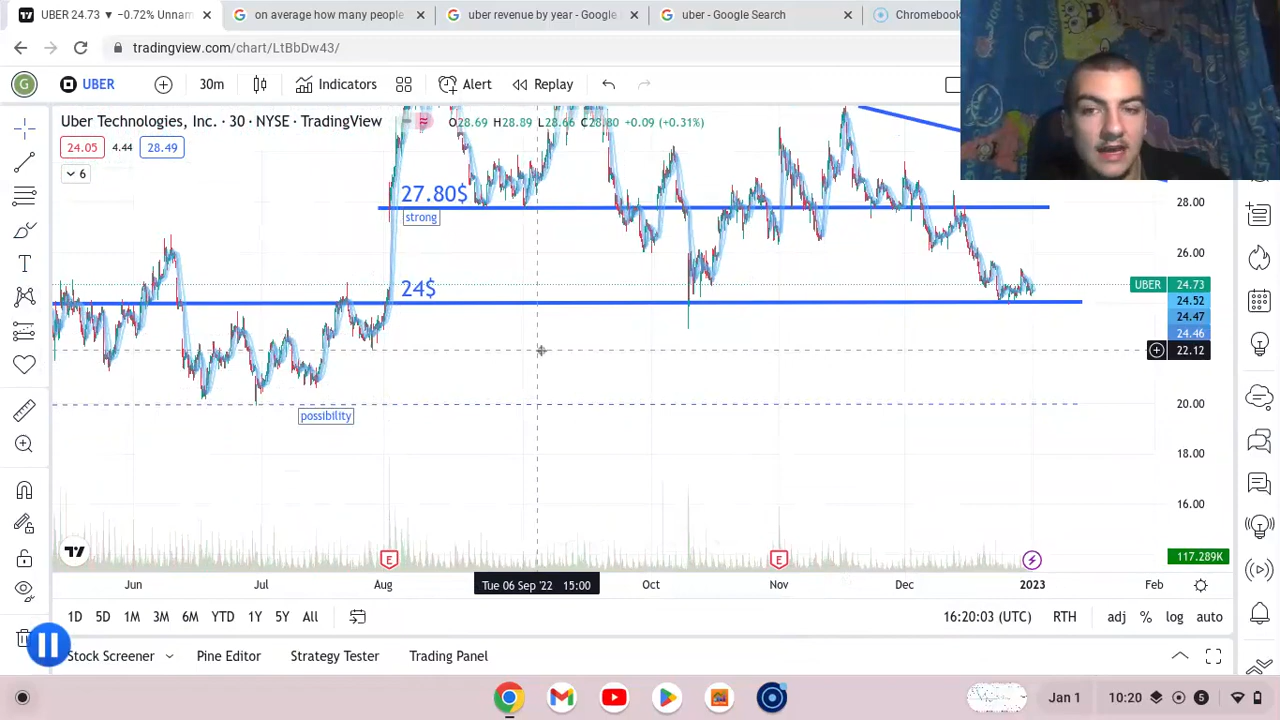 UBER 24.73 ▼ −0.72% Unnam
on average how many people
uber revenue by year - Google
uber - Google Search
Chromebook
tradingview.com/chart/LtBbDw43/
G
UBER
30m
Indicators
Alert
Replay
Uber Technologies, Inc. · 30 · NYSE · TradingView
O28.69 H28.89 L28.66 C28.80 +0.09 (+0.31%)
24.05
4.44
28.49
6
27.80$
strong
24$
possibility
28.00
26.00
UBER 24.73
24.52
24.47
24.46
22.12
20.00
18.00
16.00
117.289K
E
E
Jun
Jul
Aug
Tue 06 Sep '22 15:00
Oct
Nov
Dec
2023
Feb
1D
5D
1M
3M
6M
YTD
1Y
5Y
All
16:20:03 (UTC)
RTH
adj
%
log
auto
Stock Screener
Pine Editor
Strategy Tester
Trading Panel
Jan 1
10:20
5